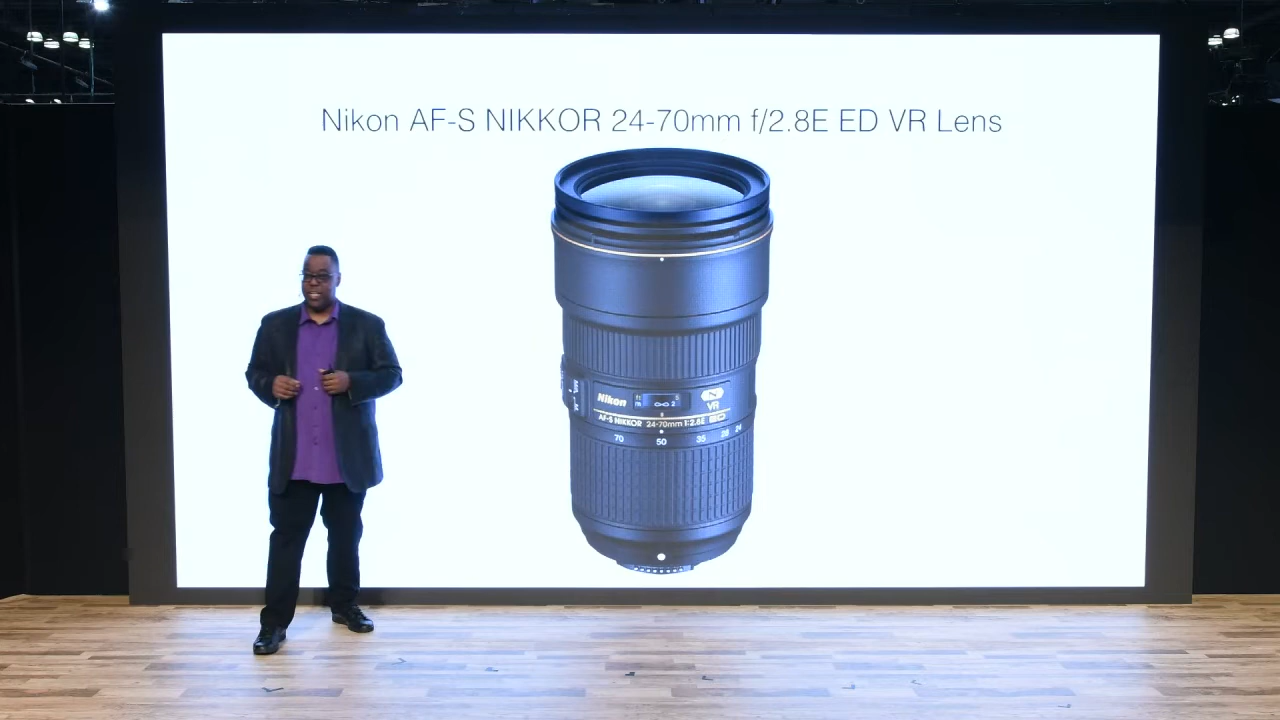 Nikon AF-S NIKKOR 24-70mm f/2.8E ED VR Lens
Nikon
VR
AF-S NIKKOR 24-70mm 1:2.8E ED
70 50 35 28 24